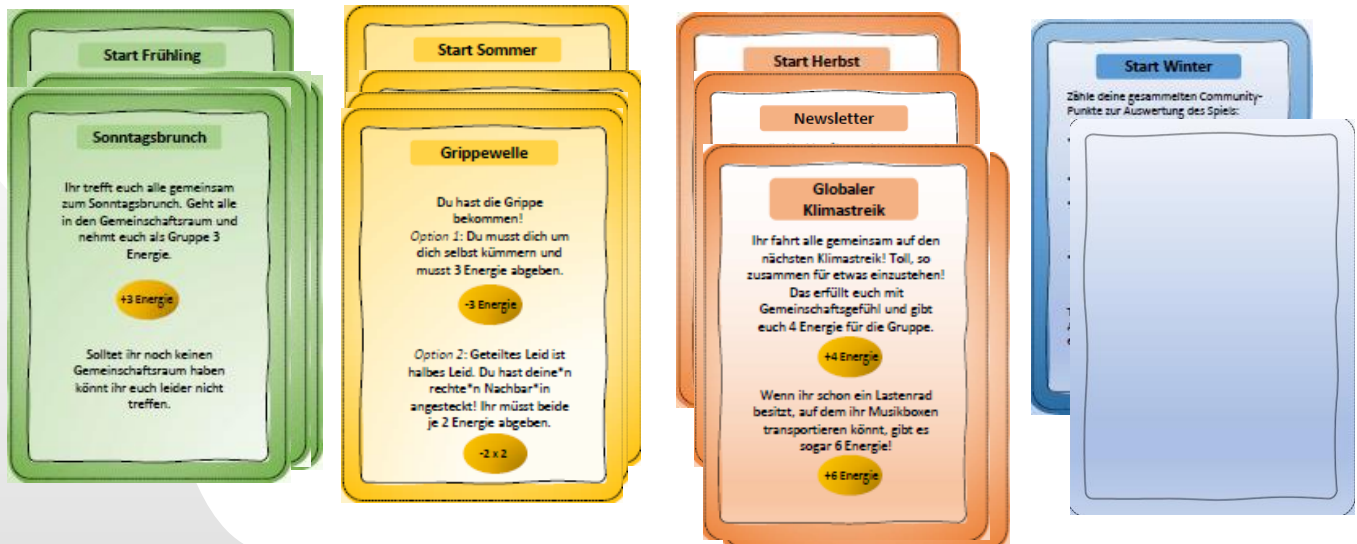 Start Frühling
Sonntagsbrunch
Ihr trefft euch alle gemeinsam
zum Sonntagsbrunch. Geht alle
in den Gemeinschaftsraum und
nehmt euch als Gruppe 3
Energie.
+3 Energie
Solltet ihr noch keinen
Gemeinschaftsraum haben
könnt ihr euch leider nicht
treffen.
Start Sommer
Grippewelle
Du hast die Grippe
bekommen!
Option 1: Du musst dich um
dich selbst kümmern und
musst 3 Energie abgeben.
-3 Energie
Option 2: Geteiltes Leid ist
halbes Leid. Du hast deine*n
rechte*n Nachbar*in
angesteckt! Ihr müsst beide
je 2 Energie abgeben.
-2 x 2
Start Herbst
Newsletter
Globaler
Klimastreik
Ihr fahrt alle gemeinsam auf den
nächsten Klimastreik! Toll, so
zusammen für etwas einzustehen!
Das erfüllt euch mit
Gemeinschaftsgefühl und gibt
euch 4 Energie für die Gruppe.
+4 Energie
Wenn ihr schon ein Lastenrad
besitzt, auf dem ihr Musikboxen
transportieren könnt, gibt es
sogar 6 Energie!
+6 Energie
Start Winter
Zähle deine gesammelten Community-
Punkte zur Auswertung des Spiels: